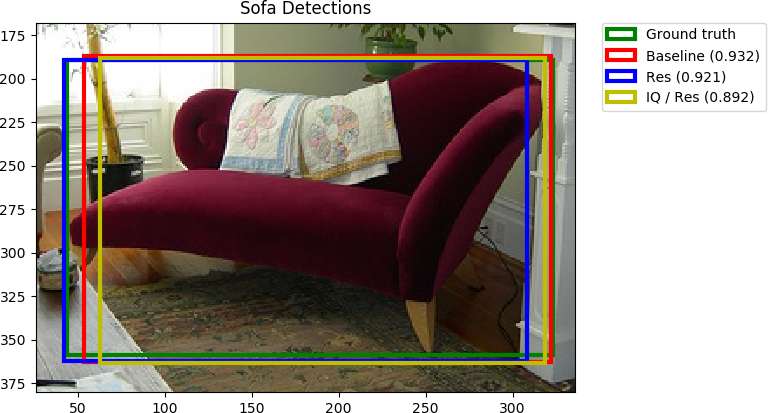 Sofa Detections
175
200
225
250
275
300
325
350
375
50 100 150 200 250 300
Ground truth
Baseline (0.932)
Res (0.921)
IQ / Res (0.892)